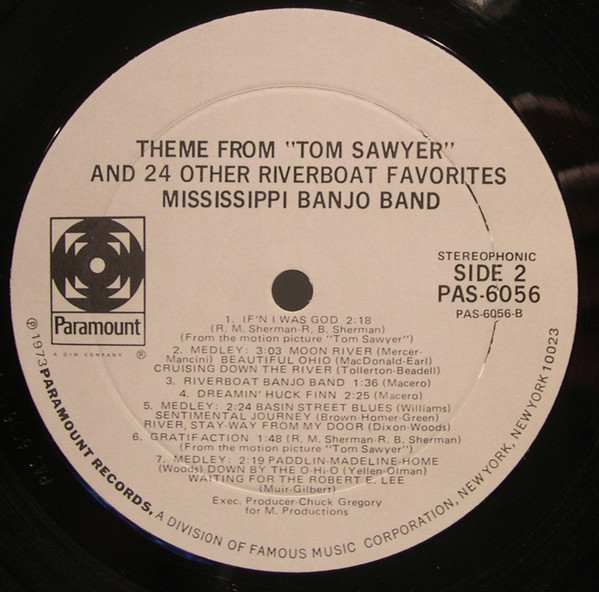 THEME FROM "TOM SAWYER"
AND 24 OTHER RIVERBOAT FAVORITES
MISSISSIPPI BANJO BAND
Paramount
A G+W COMPANY ®
STEREOPHONIC
SIDE 2
PAS-6056
PAS-6056-B
1. IF'N I WAS GOD 2:18
(R. M. Sherman-R. B. Sherman)
(From the motion picture "Tom Sawyer")
2. MEDLEY: 3:03 MOON RIVER (Mercer-
Mancini) BEAUTIFUL OHIO (MacDonald-Earl)
CRUISING DOWN THE RIVER (Tollerton-Beadell)
3. RIVERBOAT BANJO BAND 1:36 (Macero)
4. DREAMIN' HUCK FINN 2:25 (Macero)
5. MEDLEY: 2:24 BASIN STREET BLUES (Williams)
SENTIMENTAL JOURNEY (Brown-Homer-Green)
RIVER, STAY-WAY FROM MY DOOR (Dixon-Woods)
6. GRATIFACTION 1:48 (R. M. Sherman-R. B. Sherman)
(From the motion picture "Tom Sawyer")
7. MEDLEY: 2:19 PADDLIN-MADELINE-HOME
(Woods) DOWN BY THE O-H-O (Yellen-Olman)
WAITING FOR THE ROBERT E. LEE
(Muir-Gilbert)
Exec. Producer-Chuck Gregory
for M. Productions
℗ 1973 PARAMOUNT RECORDS, A DIVISION OF FAMOUS MUSIC CORPORATION, NEW YORK, NEW YORK 10023